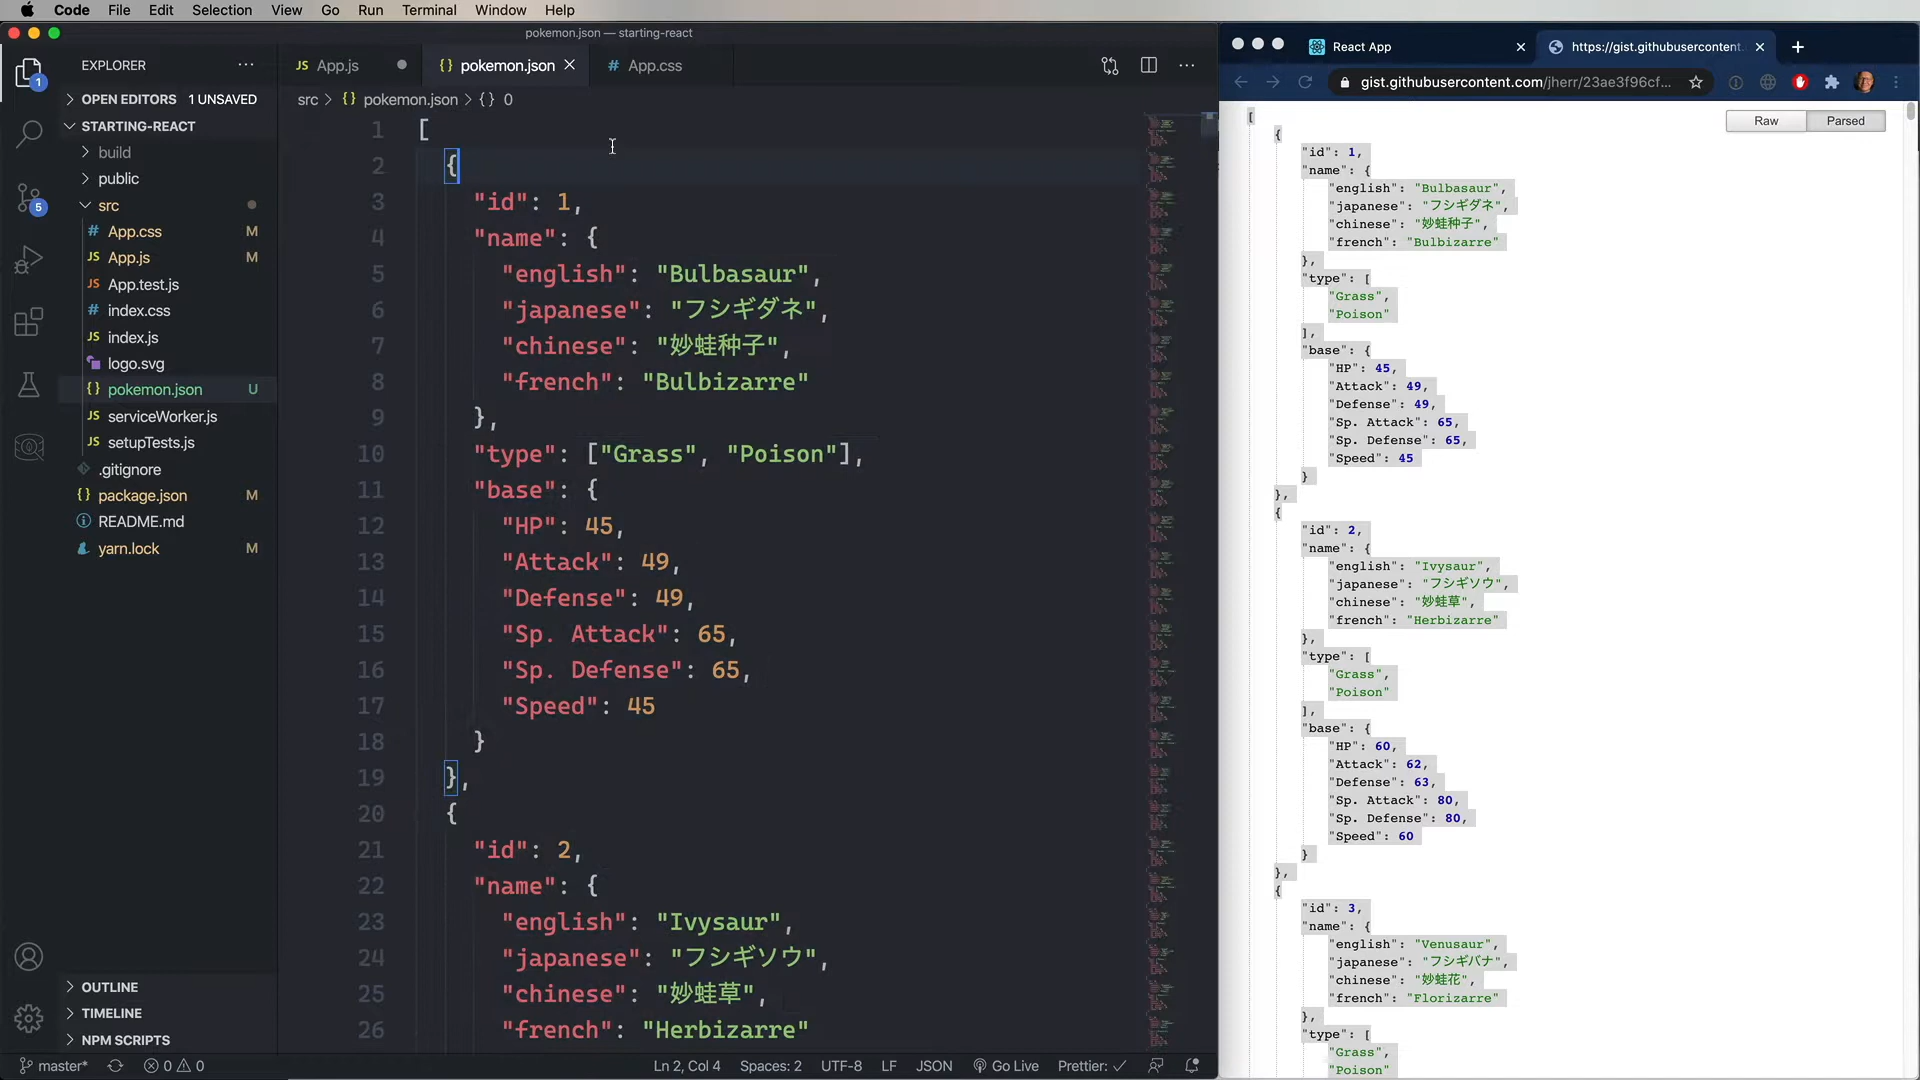 Code File Edit Selection View Go Run Terminal Window Help
pokemon.json — starting-react
EXPLORER
OPEN EDITORS 1 UNSAVED
STARTING-REACT
build
public
src
# App.css M
JS App.js M
JS App.test.js
# index.css
JS index.js
logo.svg
{} pokemon.json U
JS serviceWorker.js
JS setupTests.js
.gitignore
{} package.json M
README.md
yarn.lock M
OUTLINE
TIMELINE
NPM SCRIPTS
1
5
JS App.js
{} pokemon.json
# App.css
src > {} pokemon.json > {} 0
1 [
2 {
3 "id": 1,
4 "name": {
5 "english": "Bulbasaur",
6 "japanese": "フシギダネ",
7 "chinese": "妙蛙种子",
8 "french": "Bulbizarre"
9 },
10 "type": ["Grass", "Poison"],
11 "base": {
12 "HP": 45,
13 "Attack": 49,
14 "Defense": 49,
15 "Sp. Attack": 65,
16 "Sp. Defense": 65,
17 "Speed": 45
18 }
19 },
20 {
21 "id": 2,
22 "name": {
23 "english": "Ivysaur",
24 "japanese": "フシギソウ",
25 "chinese": "妙蛙草",
26 "french": "Herbizarre"
master* 0 0 Ln 2, Col 4 Spaces: 2 UTF-8 LF JSON Go Live Prettier: ✓
React App
https://gist.githubusercontent.
gist.githubusercontent.com/jherr/23ae3f96cf...
Raw Parsed
[
{
"id": 1,
"name": {
"english": "Bulbasaur",
"japanese": "フシギダネ",
"chinese": "妙蛙种子",
"french": "Bulbizarre"
},
"type": [
"Grass",
"Poison"
],
"base": {
"HP": 45,
"Attack": 49,
"Defense": 49,
"Sp. Attack": 65,
"Sp. Defense": 65,
"Speed": 45
}
},
{
"id": 2,
"name": {
"english": "Ivysaur",
"japanese": "フシギソウ",
"chinese": "妙蛙草",
"french": "Herbizarre"
},
"type": [
"Grass",
"Poison"
],
"base": {
"HP": 60,
"Attack": 62,
"Defense": 63,
"Sp. Attack": 80,
"Sp. Defense": 80,
"Speed": 60
}
},
{
"id": 3,
"name": {
"english": "Venusaur",
"japanese": "フシギバナ",
"chinese": "妙蛙花",
"french": "Florizarre"
},
"type": [
"Grass",
"Poison"